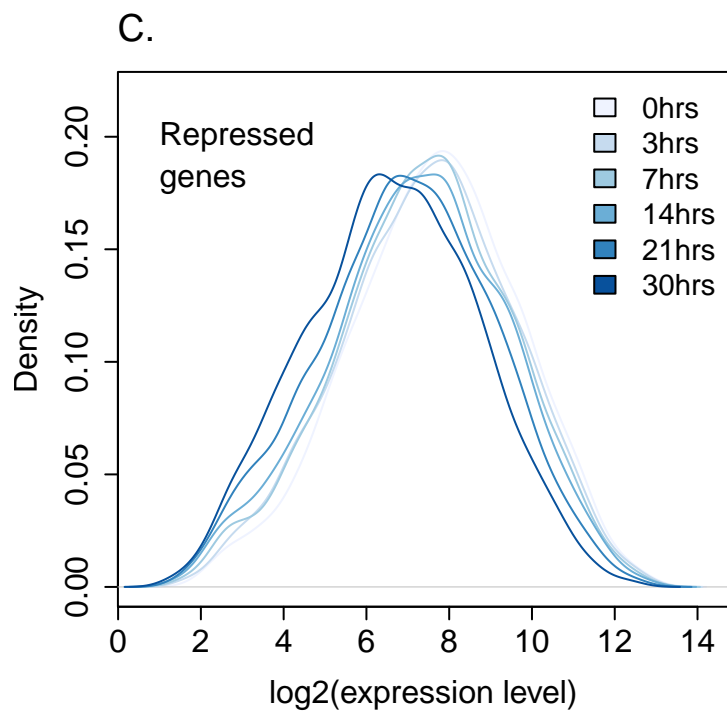 C.
Repressed
genes
0hrs
3hrs
7hrs
14hrs
21hrs
30hrs
Density
0.20
0.15
0.10
0.05
0.00
0 2 4 6 8 10 12 14
log2(expression level)